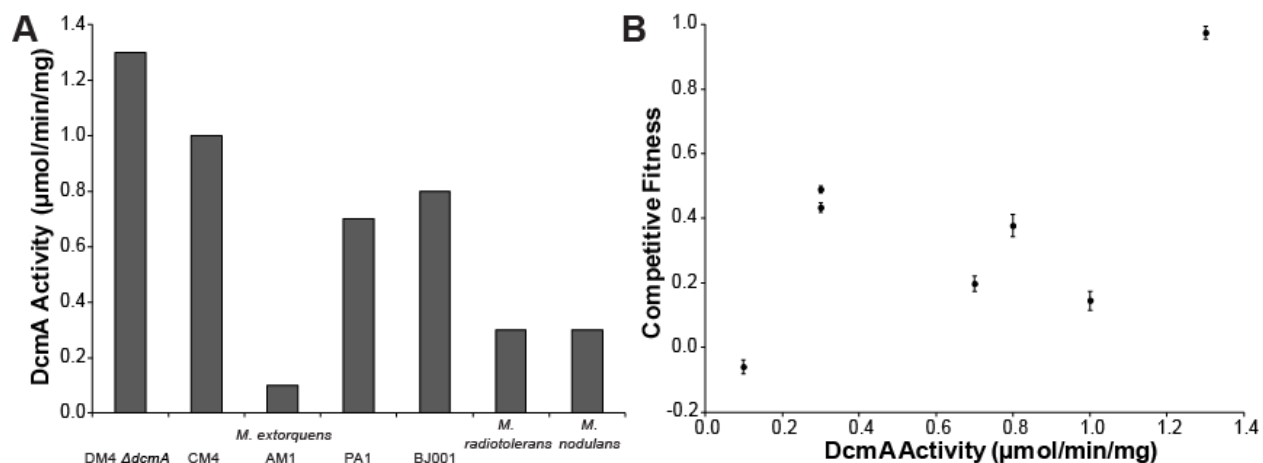 A
DcmA Activity (µmol/min/mg)
1.4
1.2
1.0
0.8
0.6
0.4
0.2
0.0
M. extorquens
M.
radiotolerans
M.
nodulans
DM4 ΔdcmA
CM4
AM1
PA1
BJ001
B
Competitive Fitness
1.0
0.8
0.6
0.4
0.2
0.0
-0.2
0.0
0.2
0.4
0.6
0.8
1.0
1.2
1.4
DcmA Activity (µmol/min/mg)